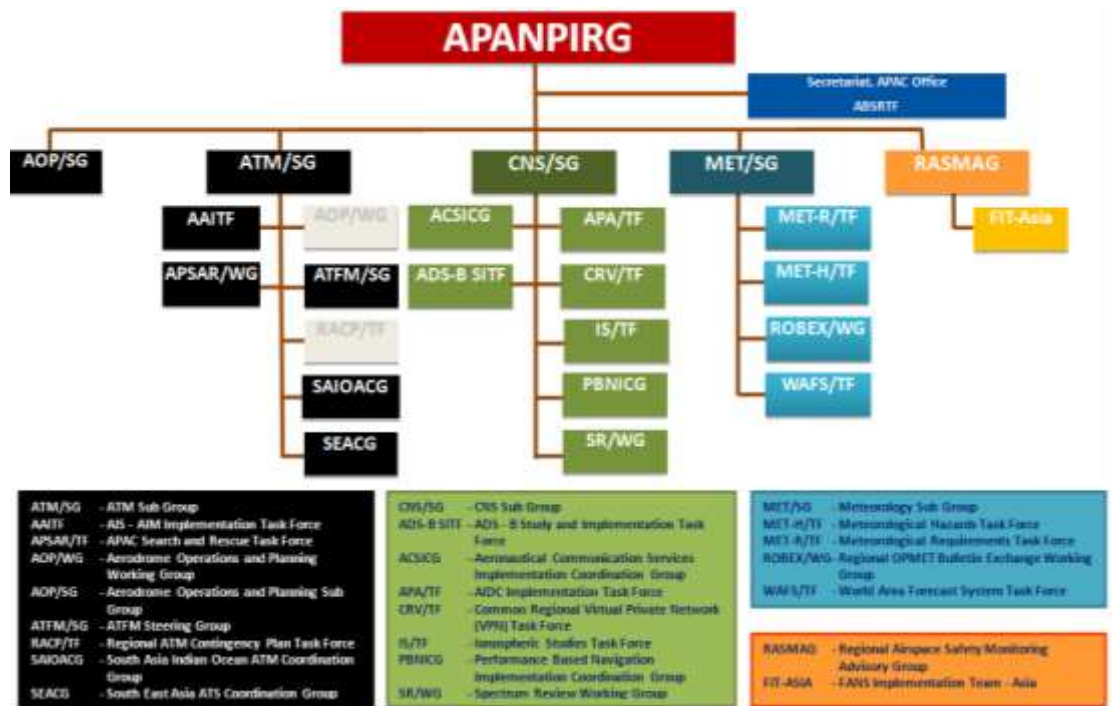 APANPIRG
Secretariat, APAC Office
ABSRTF
AOP/SG
ATM/SG
CNS/SG
MET/SG
RASMAG
AAITF
AOP/WG
ACSICG
APA/TF
MET-R/TF
FIT-Asia
APSAR/WG
ATFM/SG
ADS-B SITF
CRV/TF
MET-H/TF
RACP/TF
IS/TF
ROBEX/WG
SAIOACG
PBNICG
WAFS/TF
SEACG
SR/WG
ATM/SG - ATM Sub Group
AAITF - AIS - AIM Implementation Task Force
APSAR/TF - APAC Search and Rescue Task Force
AOP/WG - Aerodrome Operations and Planning
Working Group
AOP/SG - Aerodrome Operations and Planning Sub
Group
ATFM/SG - ATFM Steering Group
RACP/TF - Regional ATM Contingency Plan Task Force
SAIOACG - South Asia Indian Ocean ATM Coordination
Group
SEACG - South East Asia ATS Coordination Group
CNS/SG - CNS Sub Group
ADS-B SITF - ADS - B Study and Implementation Task
Force
ACSICG - Aeronautical Communication Services
Implementation Coordination Group
APA/TF - AIDC Implementation Task Force
CRV/TF - Common Regional Virtual Private Network
(VPN) Task Force
IS/TF - Ionospheric Studies Task Force
PBNICG - Performance Based Navigation
Implementation Coordination Group
SR/WG - Spectrum Review Working Group
MET/SG - Meteorology Sub Group
MET-H/TF - Meteorological Hazards Task Force
MET-R/TF - Meteorological Requirements Task Force
ROBEX/WG - Regional OPMET Bulletin Exchange Working
Group
WAFS/TF - World Area Forecast System Task Force
RASMAG - Regional Airspace Safety Monitoring
Advisory Group
FIT-ASIA - FANS Implementation Team - Asia